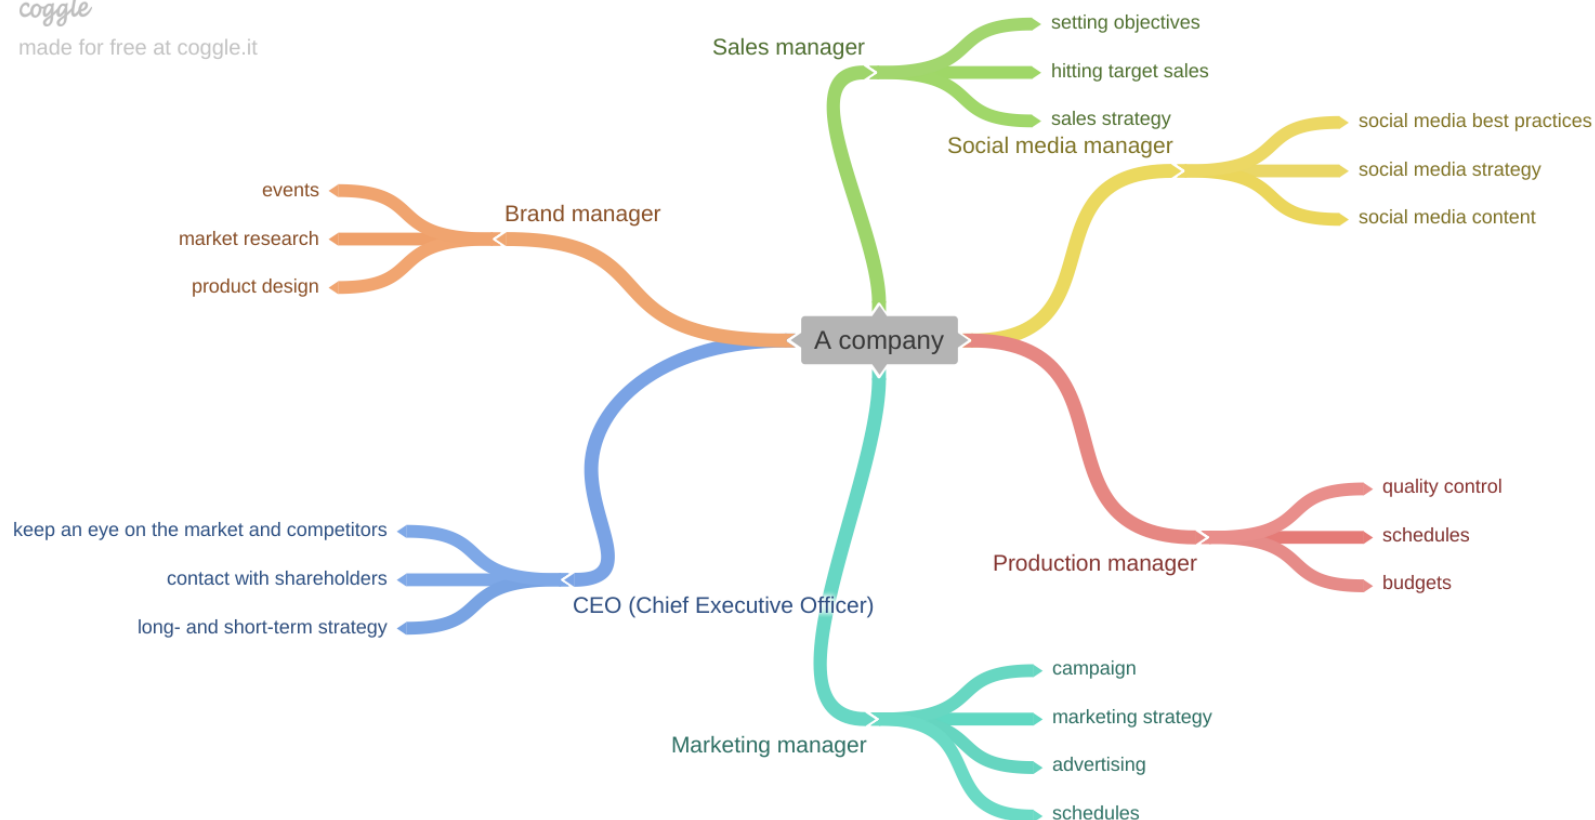 coggle
made for free at coggle.it
Sales manager
setting objectives
hitting target sales
sales strategy
Social media manager
social media best practices
social media strategy
social media content
Brand manager
events
market research
product design
A company
CEO (Chief Executive Officer)
keep an eye on the market and competitors
contact with shareholders
long- and short-term strategy
Production manager
quality control
schedules
budgets
Marketing manager
campaign
marketing strategy
advertising
schedules